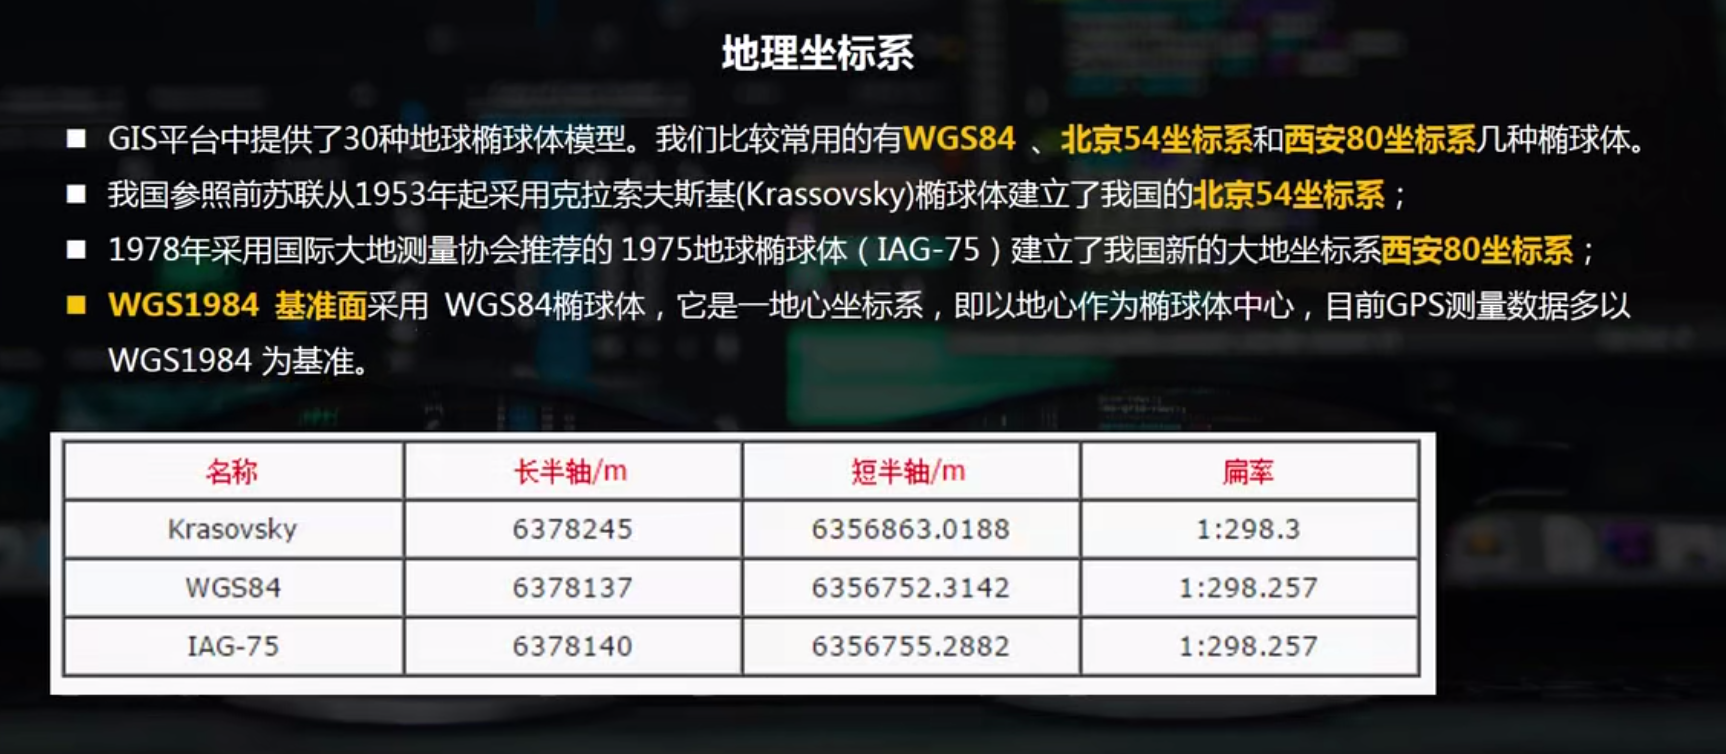 地理坐标系
■ GIS平台中提供了30种地球椭球体模型。我们比较常用的有WGS84 、北京54坐标系和西安80坐标系几种椭球体。
■ 我国参照前苏联从1953年起采用克拉索夫斯基(Krassovsky)椭球体建立了我国的北京54坐标系；
■ 1978年采用国际大地测量协会推荐的 1975地球椭球体（IAG-75）建立了我国新的大地坐标系西安80坐标系；
■ WGS1984 基准面采用 WGS84椭球体，它是一地心坐标系，即以地心作为椭球体中心，目前GPS测量数据多以
WGS1984 为基准。
名称 长半轴/m 短半轴/m 扁率
Krasovsky 6378245 6356863.0188 1:298.3
WGS84 6378137 6356752.3142 1:298.257
IAG-75 6378140 6356755.2882 1:298.257